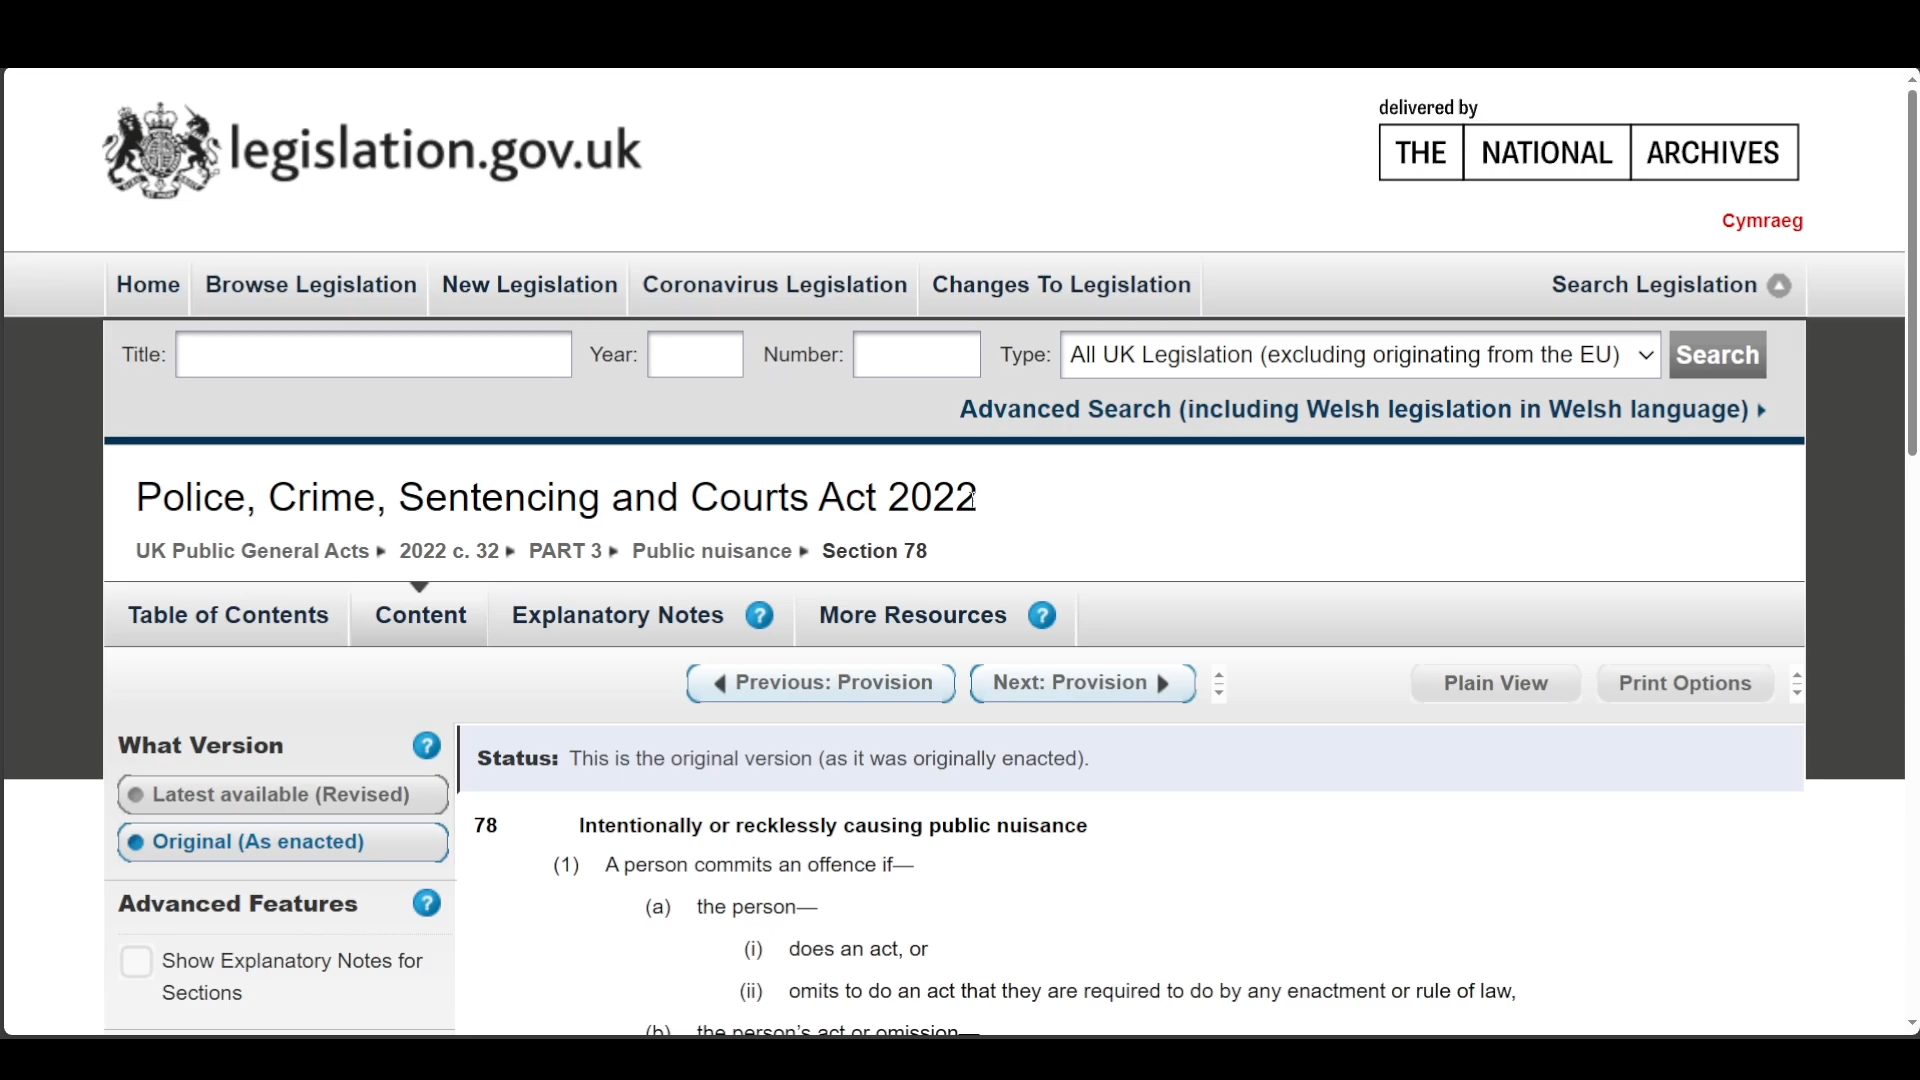 legislation.gov.uk
delivered by
THE NATIONAL ARCHIVES
Cymraeg
Home Browse Legislation New Legislation Coronavirus Legislation Changes To Legislation Search Legislation
Title: Year: Number: Type: All UK Legislation (excluding originating from the EU) Search
Advanced Search (including Welsh legislation in Welsh language)
Police, Crime, Sentencing and Courts Act 2022
UK Public General Acts 2022 c. 32 PART 3 Public nuisance Section 78
Table of Contents Content Explanatory Notes ? More Resources ?
Previous: Provision Next: Provision Plain View Print Options
What Version ?
Latest available (Revised)
Original (As enacted)
Advanced Features ?
Show Explanatory Notes for
Sections
Status: This is the original version (as it was originally enacted).
78 Intentionally or recklessly causing public nuisance
(1) A person commits an offence if—
(a) the person—
(i) does an act, or
(ii) omits to do an act that they are required to do by any enactment or rule of law,
(b) the person's act or omission—